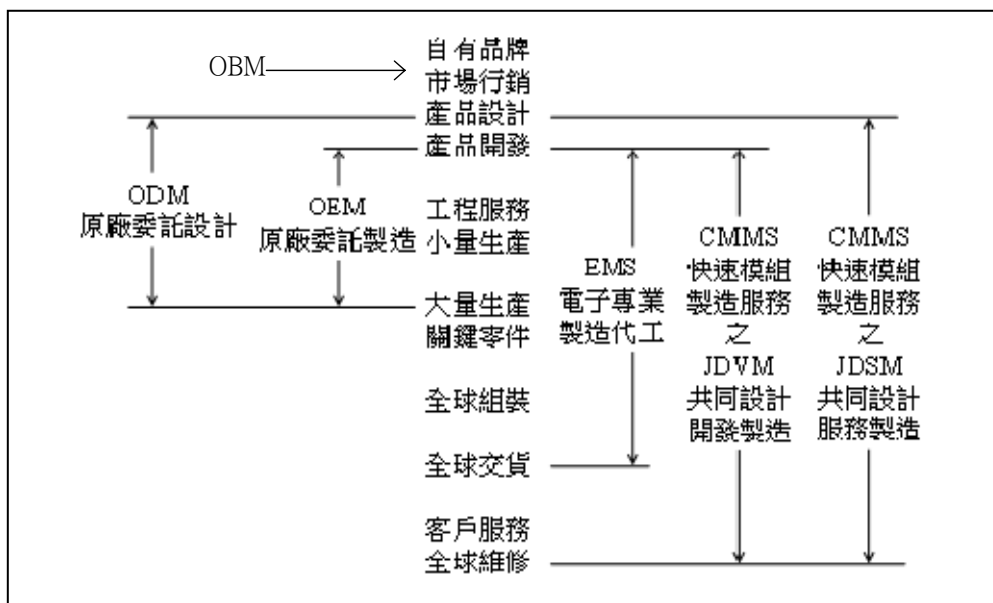 OBM
自有品牌
市場行銷
產品設計
產品開發
工程服務
小量生產
大量生產
關鍵零件
全球組裝
全球交貨
客戶服務
全球維修
ODM
原廠委託設計
OEM
原廠委託製造
EMS
電子專業
製造代工
CMMS
快速模組
製造服務
之
JDVM
共同設計
開發製造
CMMS
快速模組
製造服務
之
JDSM
共同設計
服務製造